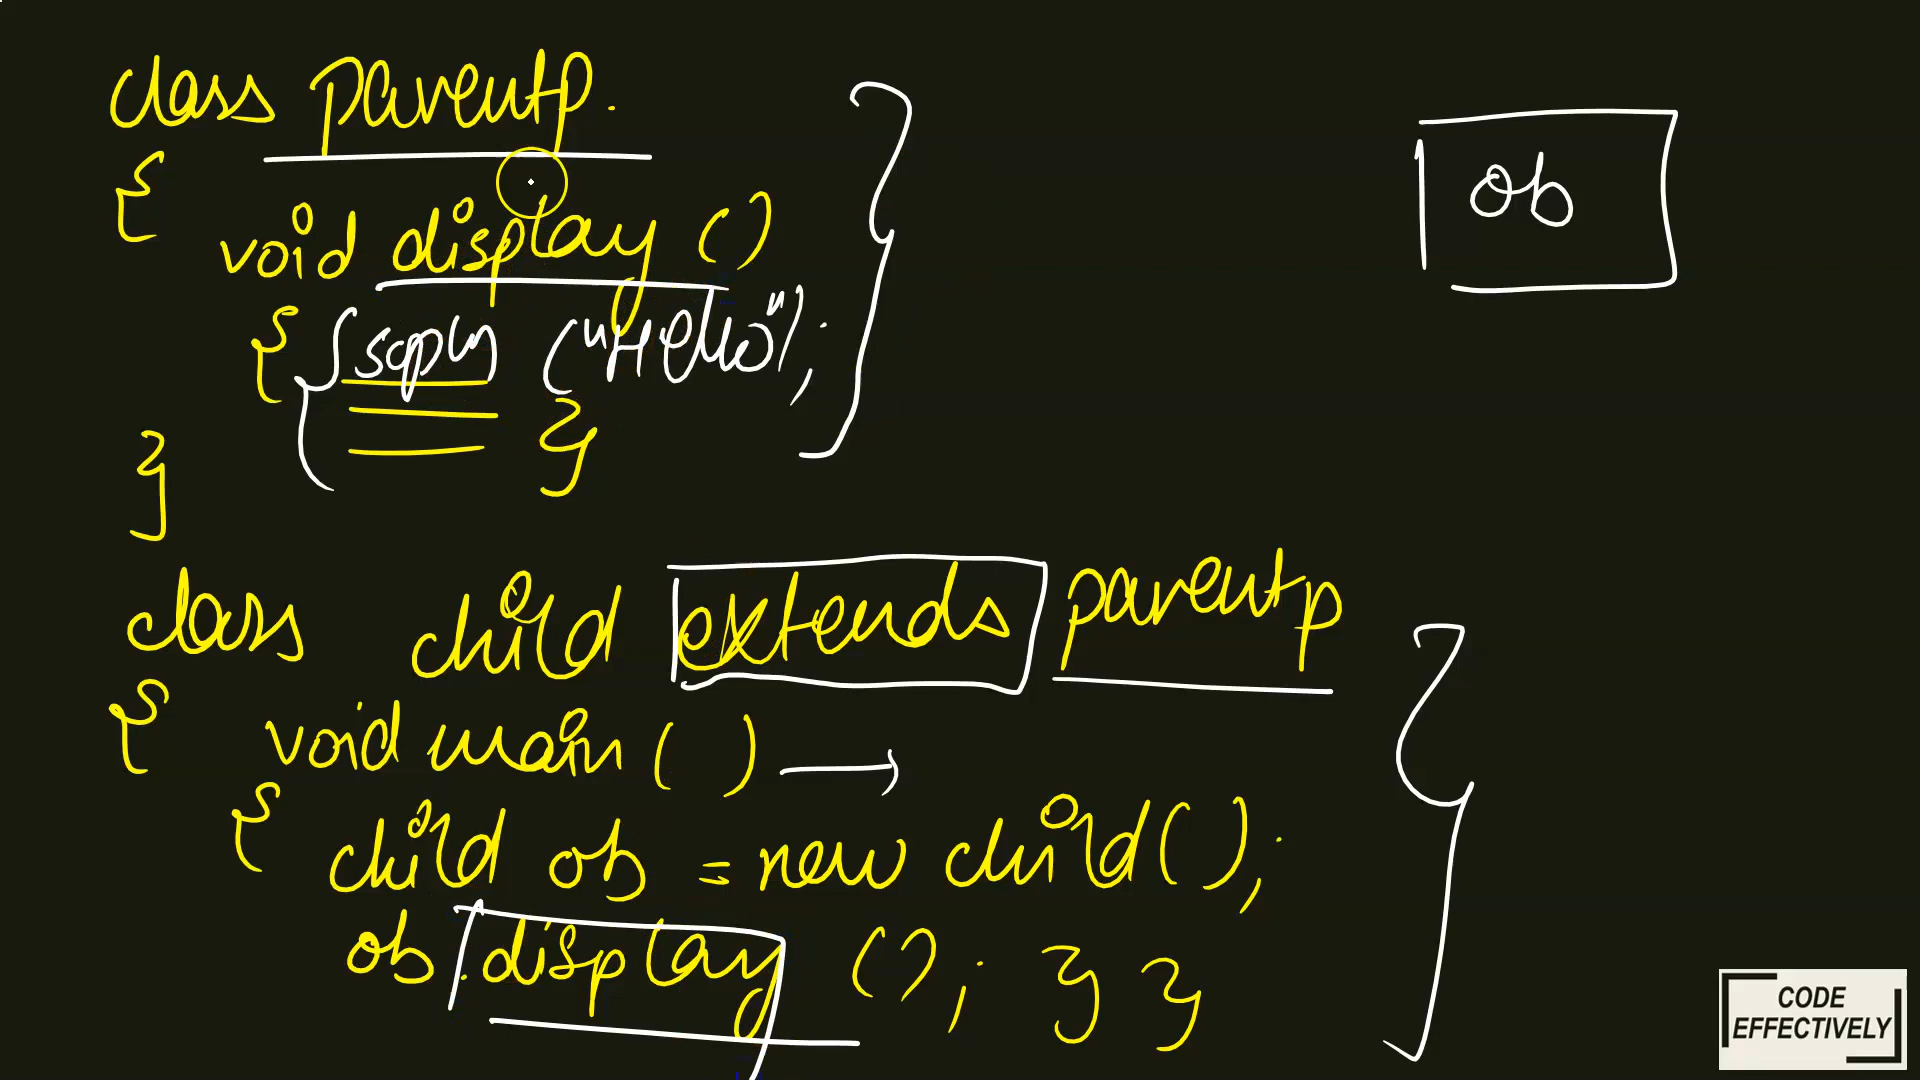 class parentp.
{
void display ()
{ sopln ("Hello");
}
}
ob
class child extends parentp
{ void main ( ) →
{ child ob = new child();
ob.display (); } }
CODE
EFFECTIVELY